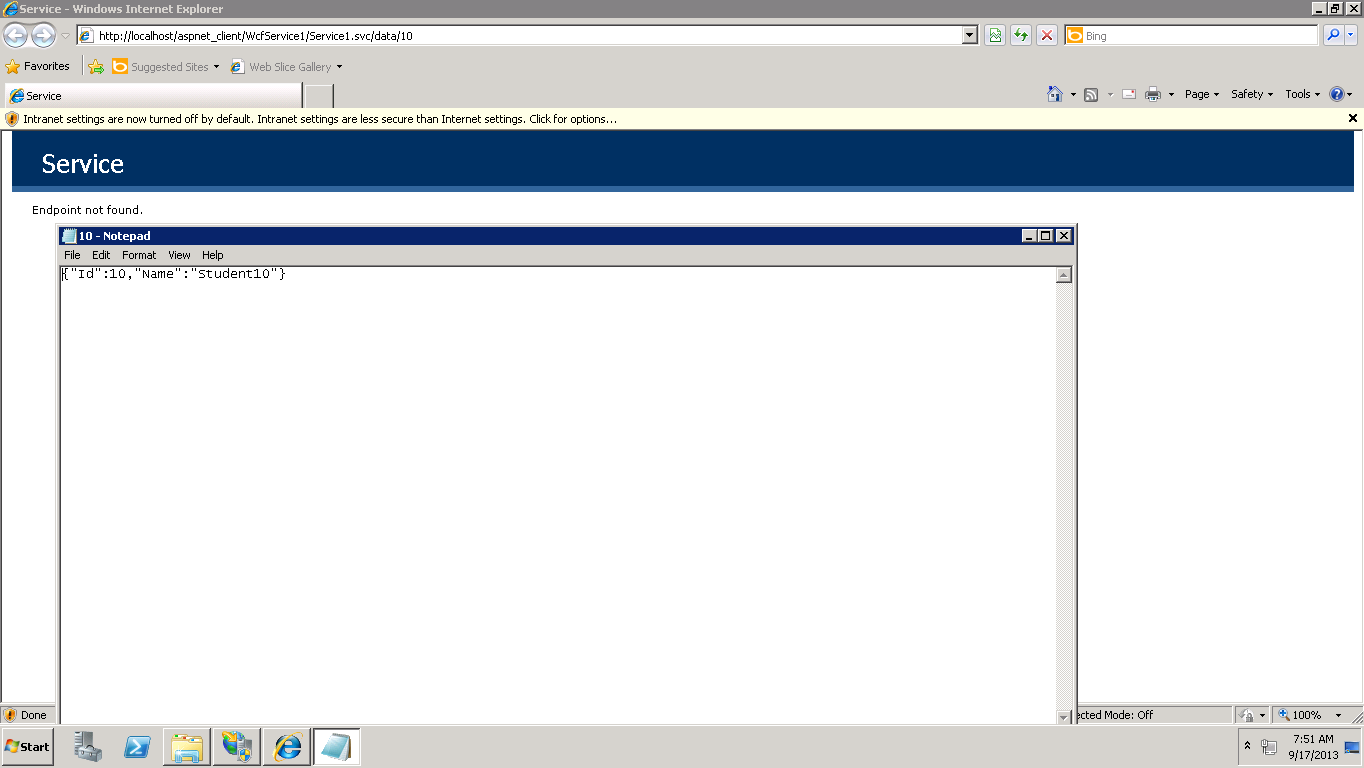 Service - Windows Internet Explorer
http://localhost/aspnet_client/WcfService1/Service1.svc/data/10
Bing
Favorites
Suggested Sites
Web Slice Gallery
Service
Page
Safety
Tools
Intranet settings are now turned off by default. Intranet settings are less secure than Internet settings. Click for options...
Service
Endpoint not found.
10 - Notepad
File Edit Format View Help
{"Id":10,"Name":"Student10"}
Done
ected Mode: Off
100%
Start
7:51 AM
9/17/2013